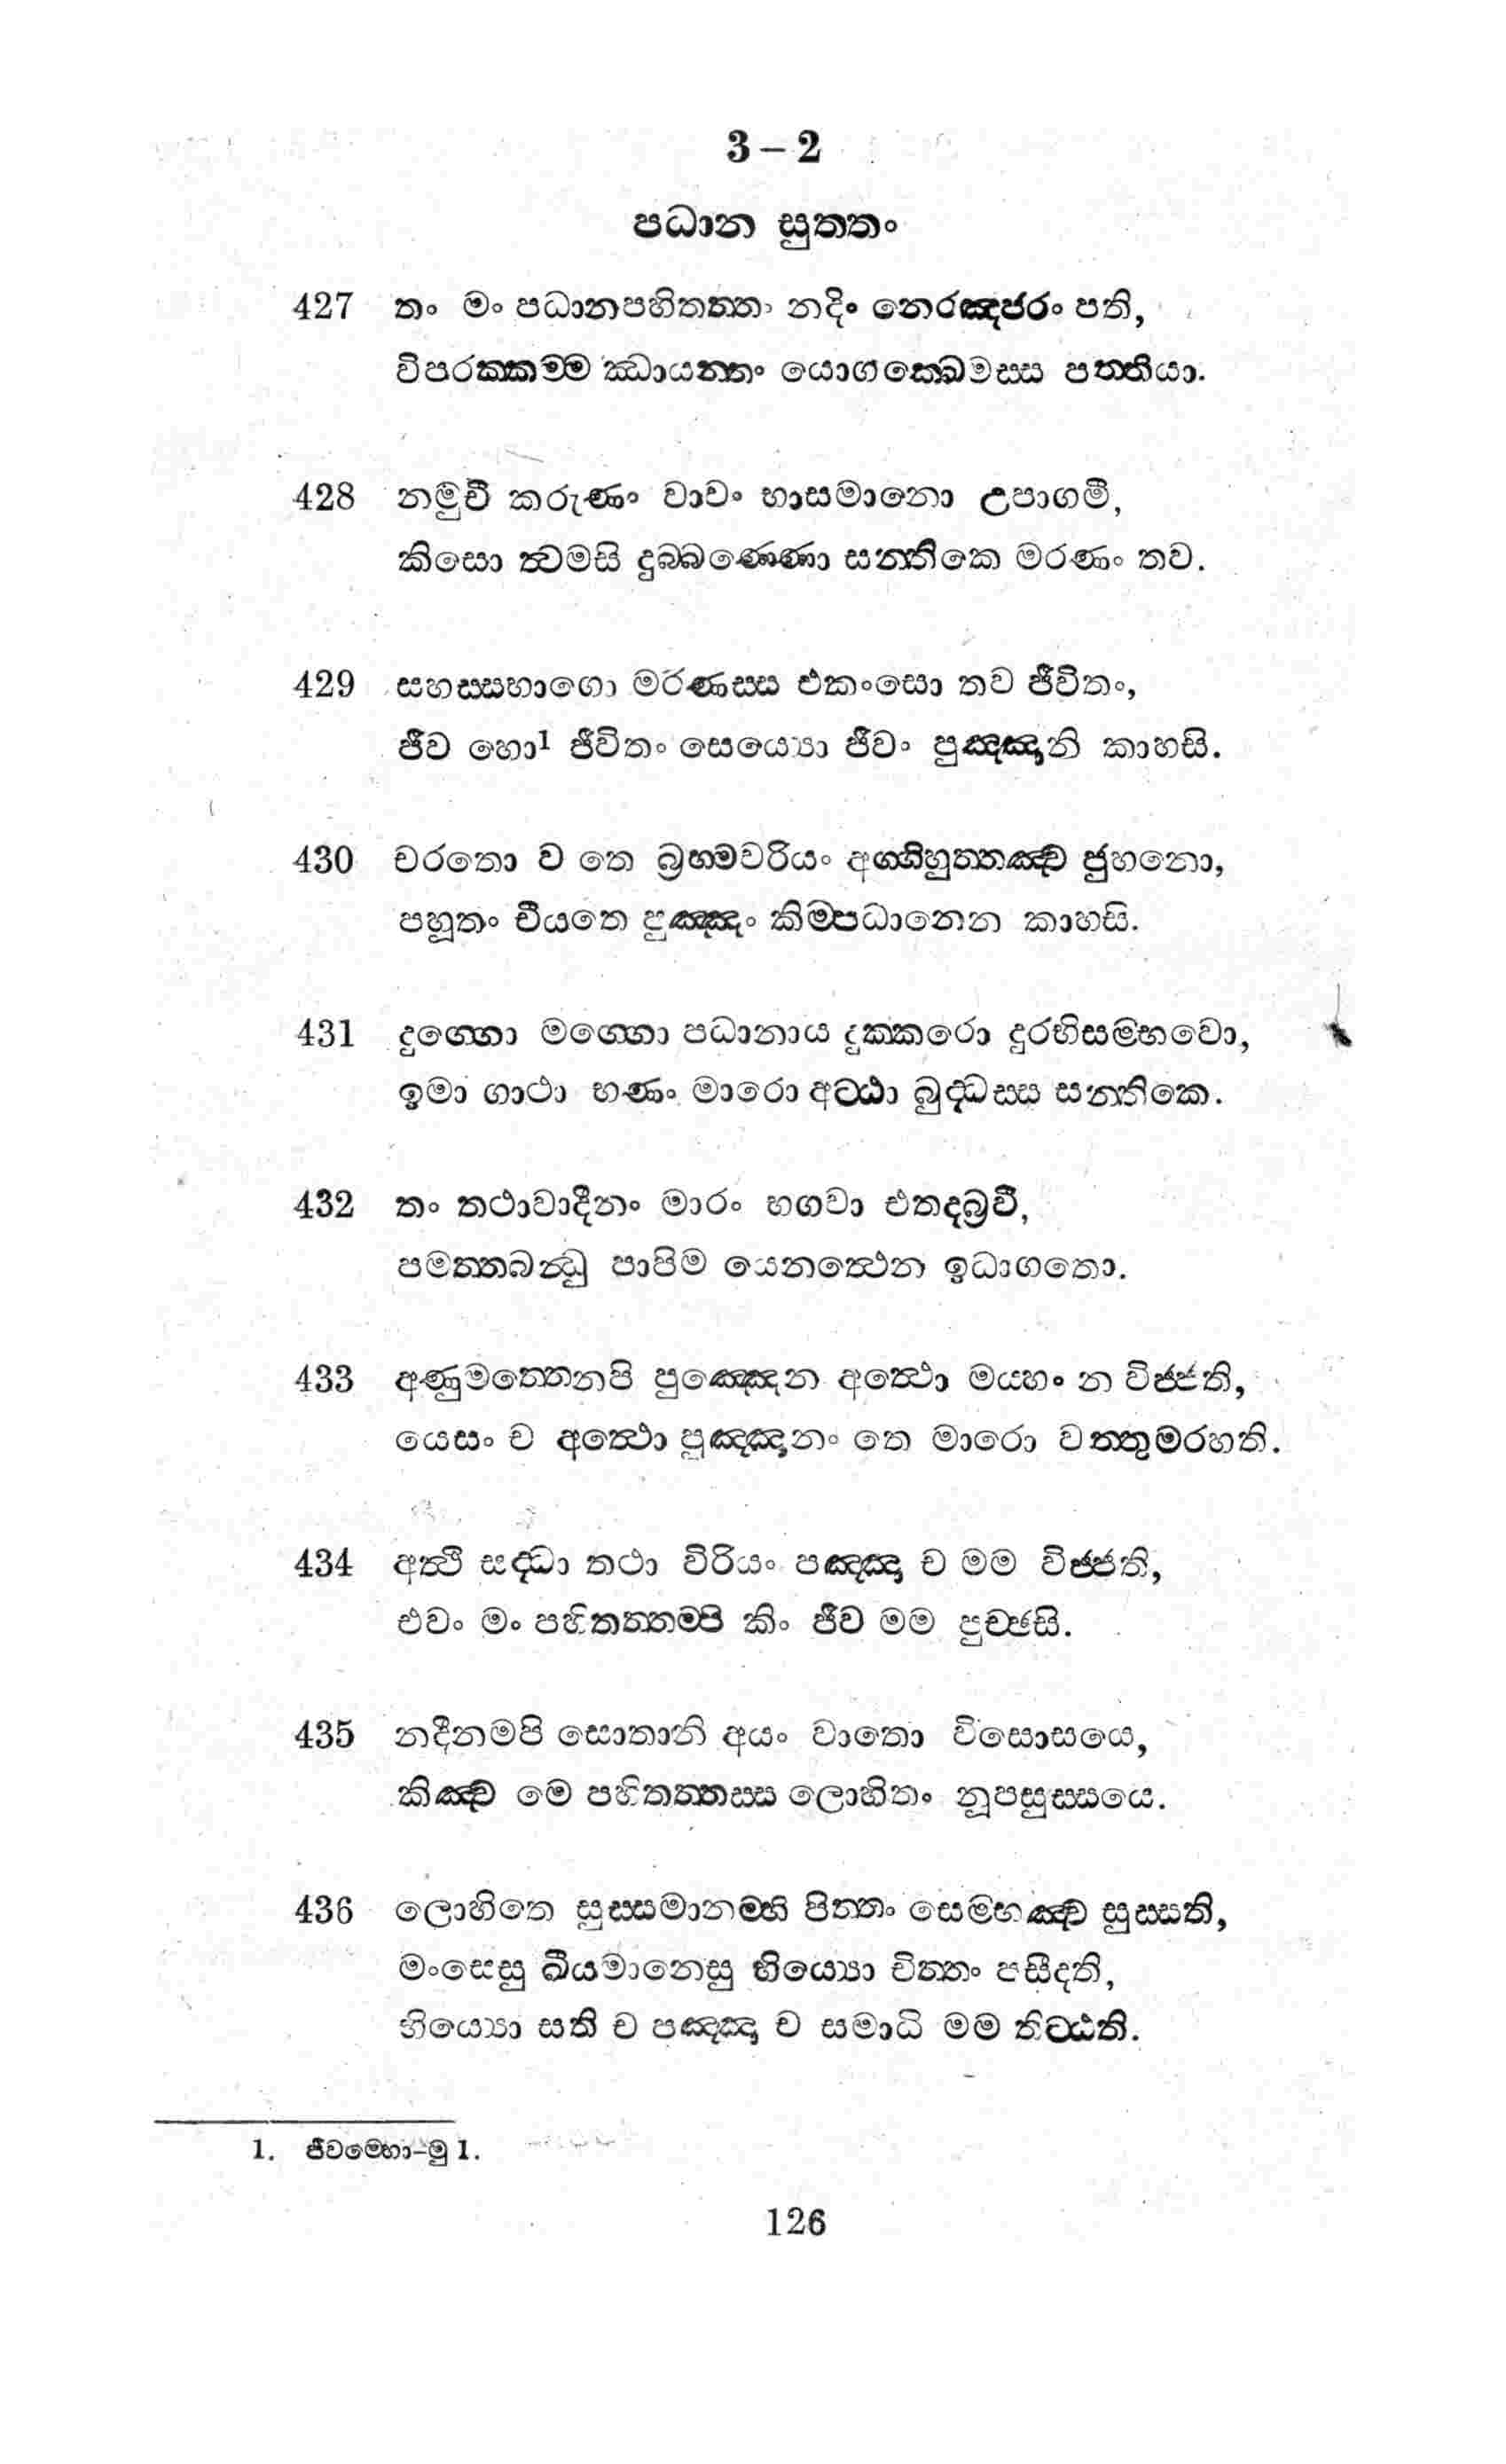 3 – 2
පධාන සුත්තං
427 තං මං පධානපහිතත්තං නදිං නෙරඤ්ජරං පති,
විපරක්කම්ම ඣායන්තං යොගක්ඛෙමස්ස පත්තියා.
428 නමුචී කරුණං වාචං භාසමානො උපාගමී,
කිසො ත්වමසි දුබ්බණ්ණො සන්තිකෙ මරණං තව.
429 සහස්සභාගො මරණස්ස එකංසො තව ජීවිතං,
ජීව හො1 ජීවිතං සෙය්‍යො ජීවං පුඤ්ඤානි කාහසි.
430 චරතො ච තෙ බ්‍රහ්මචරියං අග්ගිහුත්තඤ්ච ජුහනො,
පහූතං චීයතෙ පුඤ්ඤං කිම්පධානෙන කාහසි.
431 දුග්ගො මග්ගො පධානාය දුක්කරො දුරභිසම්භවො,
ඉමා ගාථා භණං මාරො අට්ඨා බුද්ධස්ස සන්තිකෙ.
432 තං තථාවාදීනං මාරං භගවා එතදබ්‍රවී,
පමත්තබන්ධු පාපිම යෙනත්ථෙන ඉධාගතො.
433 අණුමත්තෙනපි පුඤ්ඤෙන අත්ථො මය්හං න විජ්ජති,
යෙසං ච අත්ථො පුඤ්ඤානං තෙ මාරො වත්තුමරහති.
434 අත්ථි සද්ධා තථා විරියං පඤ්ඤා ච මම විජ්ජති,
එවං මං පහිතත්තම්පි කිං ජීව මම පුච්ඡසි.
435 නදීනමපි සොතානි අයං වාතො විසොසයෙ,
කිඤ්ච මෙ පහිතත්තස්ස ලොහිතං නූපසුස්සයෙ.
436 ලොහිතෙ සුස්සමානම්හි පිත්තං සෙම්භඤ්ච සුස්සති,
මංසෙසු ඛීයමානෙසු භිය්‍යො චිත්තං පසීදති,
භිය්‍යො සති ච පඤ්ඤා ච සමාධි මම තිට්ඨති.
1. ජීවම්භො–මු 1.
126